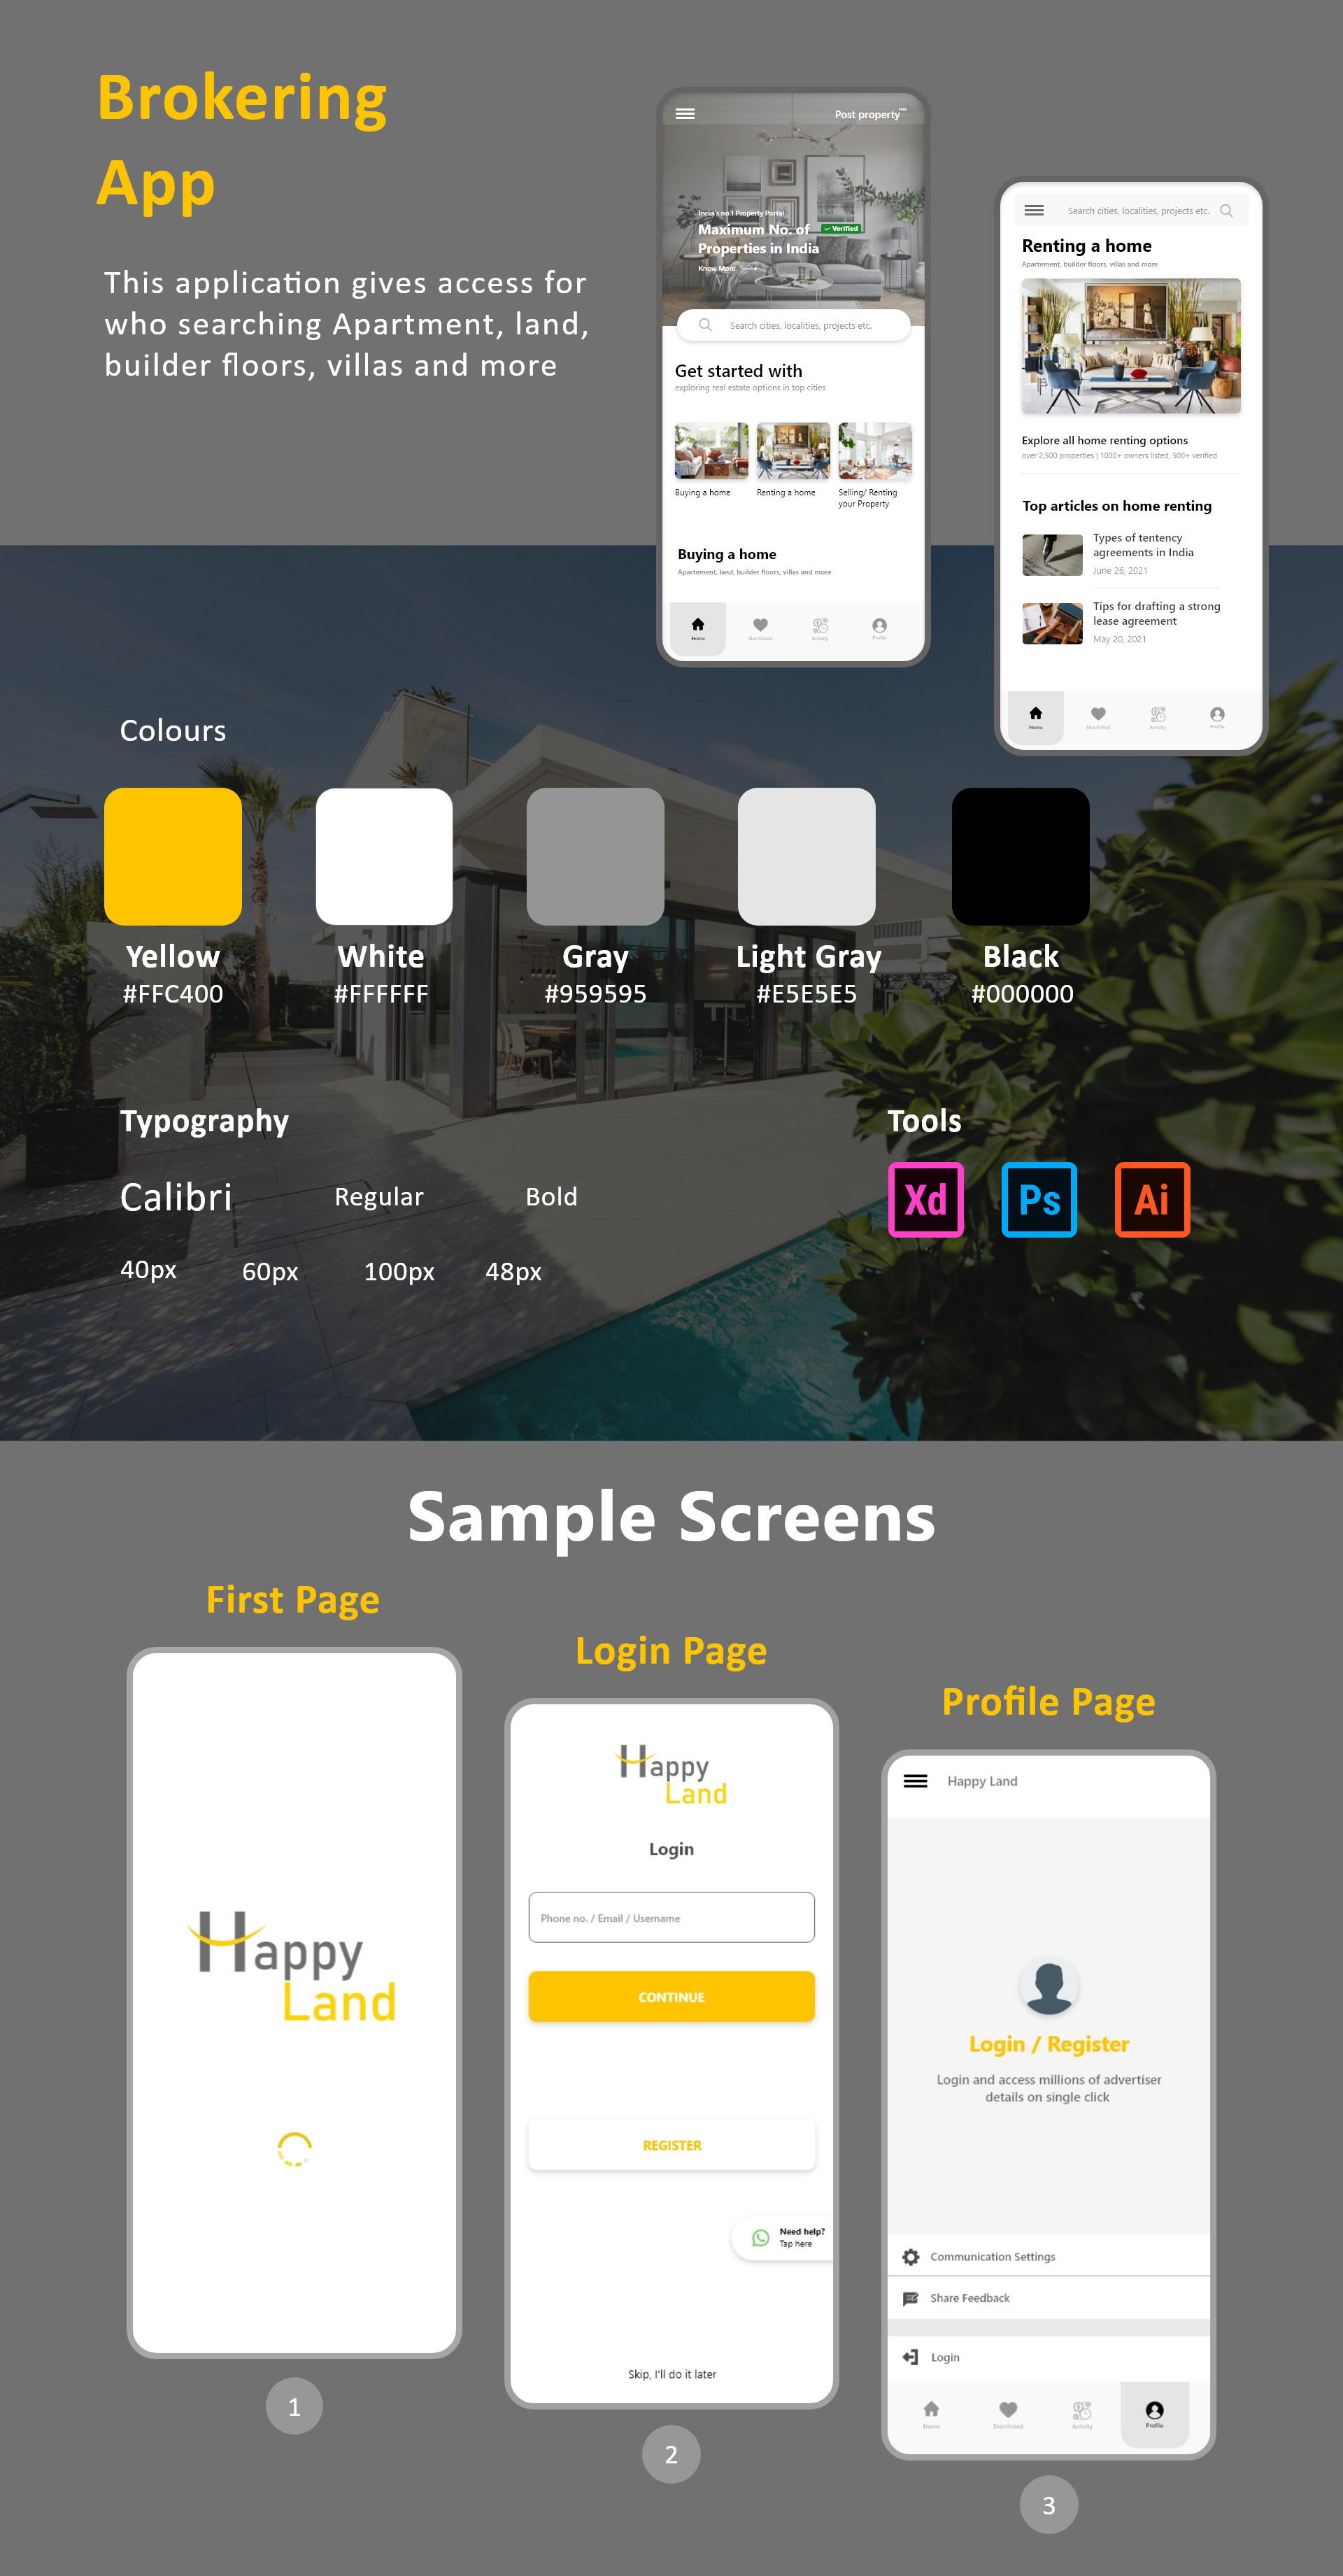 Brokering
App
This application gives access for
who searching Apartment, land,
builder floors, villas and more
Post property FREE
India's no.1 Property Portal
Maximum No. of
Verified
Properties in India
Know More
Search cities, localities, projects etc.
Get started with
exploring real estate options in top cities
Buying a home
Renting a home
Selling/ Renting
your Property
Buying a home
Apartement, land, builder floors, villas and more
Home
Shortlisted
Activity
Profile
Search cities, localities, projects etc.
Renting a home
Apartement, builder floors, villas and more
Explore all home renting options
over 2,500 properties | 1000+ owners listed, 500+ verified
Top articles on home renting
Types of tentency
agreements in India
June 26, 2021
Tips for drafting a strong
lease agreement
May 20, 2021
Home
Shortlisted
Activity
Profile
Colours
Yellow
#FFC400
White
#FFFFFF
Gray
#959595
Light Gray
#E5E5E5
Black
#000000
Typography
Calibri
Regular
Bold
40px
60px
100px
48px
Tools
Xd
Ps
Ai
Sample Screens
First Page
Happy
Land
1
Login Page
Happy
Land
Login
Phone no. / Email / Username
CONTINUE
REGISTER
Need help?
Tap here
Skip, I'll do it later
2
Profile Page
Happy Land
Login / Register
Login and access millions of advertiser
details on single click
Communication Settings
Share Feedback
Login
Home
Shortlisted
Activity
Profile
3